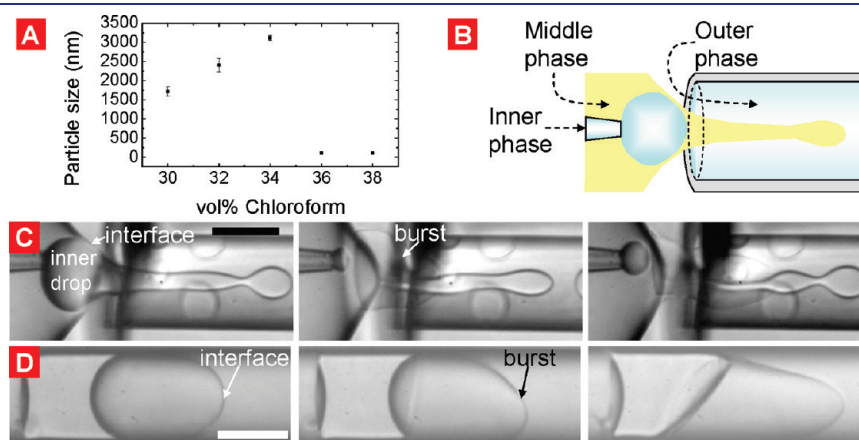 A
Particle size (nm)
3500
3000
2500
2000
1500
1000
500
0
30 32 34 36 38
vol% Chloroform
B
Middle phase
Outer phase
Inner phase
C
interface
inner drop
burst
D
interface
burst